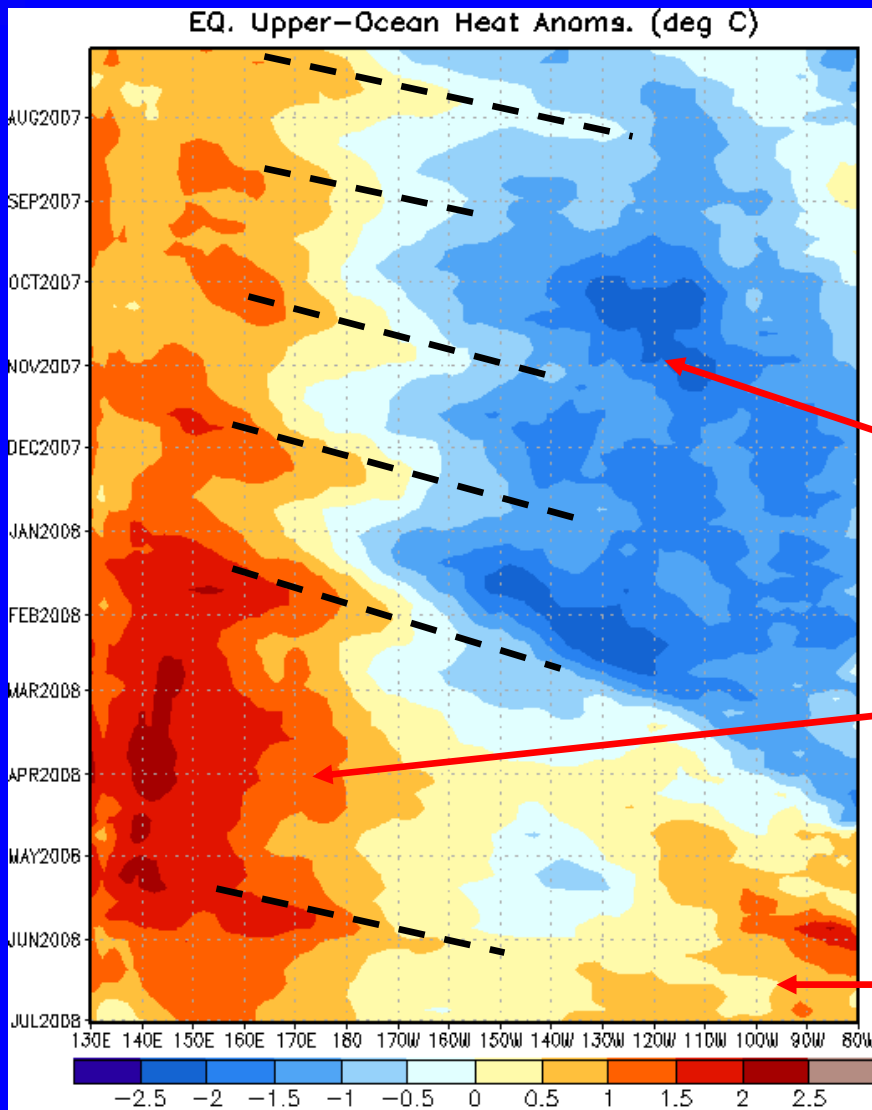 EQ. Upper-Ocean Heat Anoms. (deg C)
AUG2007
SEP2007
OCT2007
NOV2007
DEC2007
JAN2008
FEB2008
MAR2008
APR2008
MAY2008
JUN2008
JUL2008
130E 140E 150E 160E 170E 180 170W 160W 150W 140W 130W 120W 110W 100W 90W 80W
-2.5 -2 -1.5 -1 -0.5 0 0.5 1 1.5 2 2.5